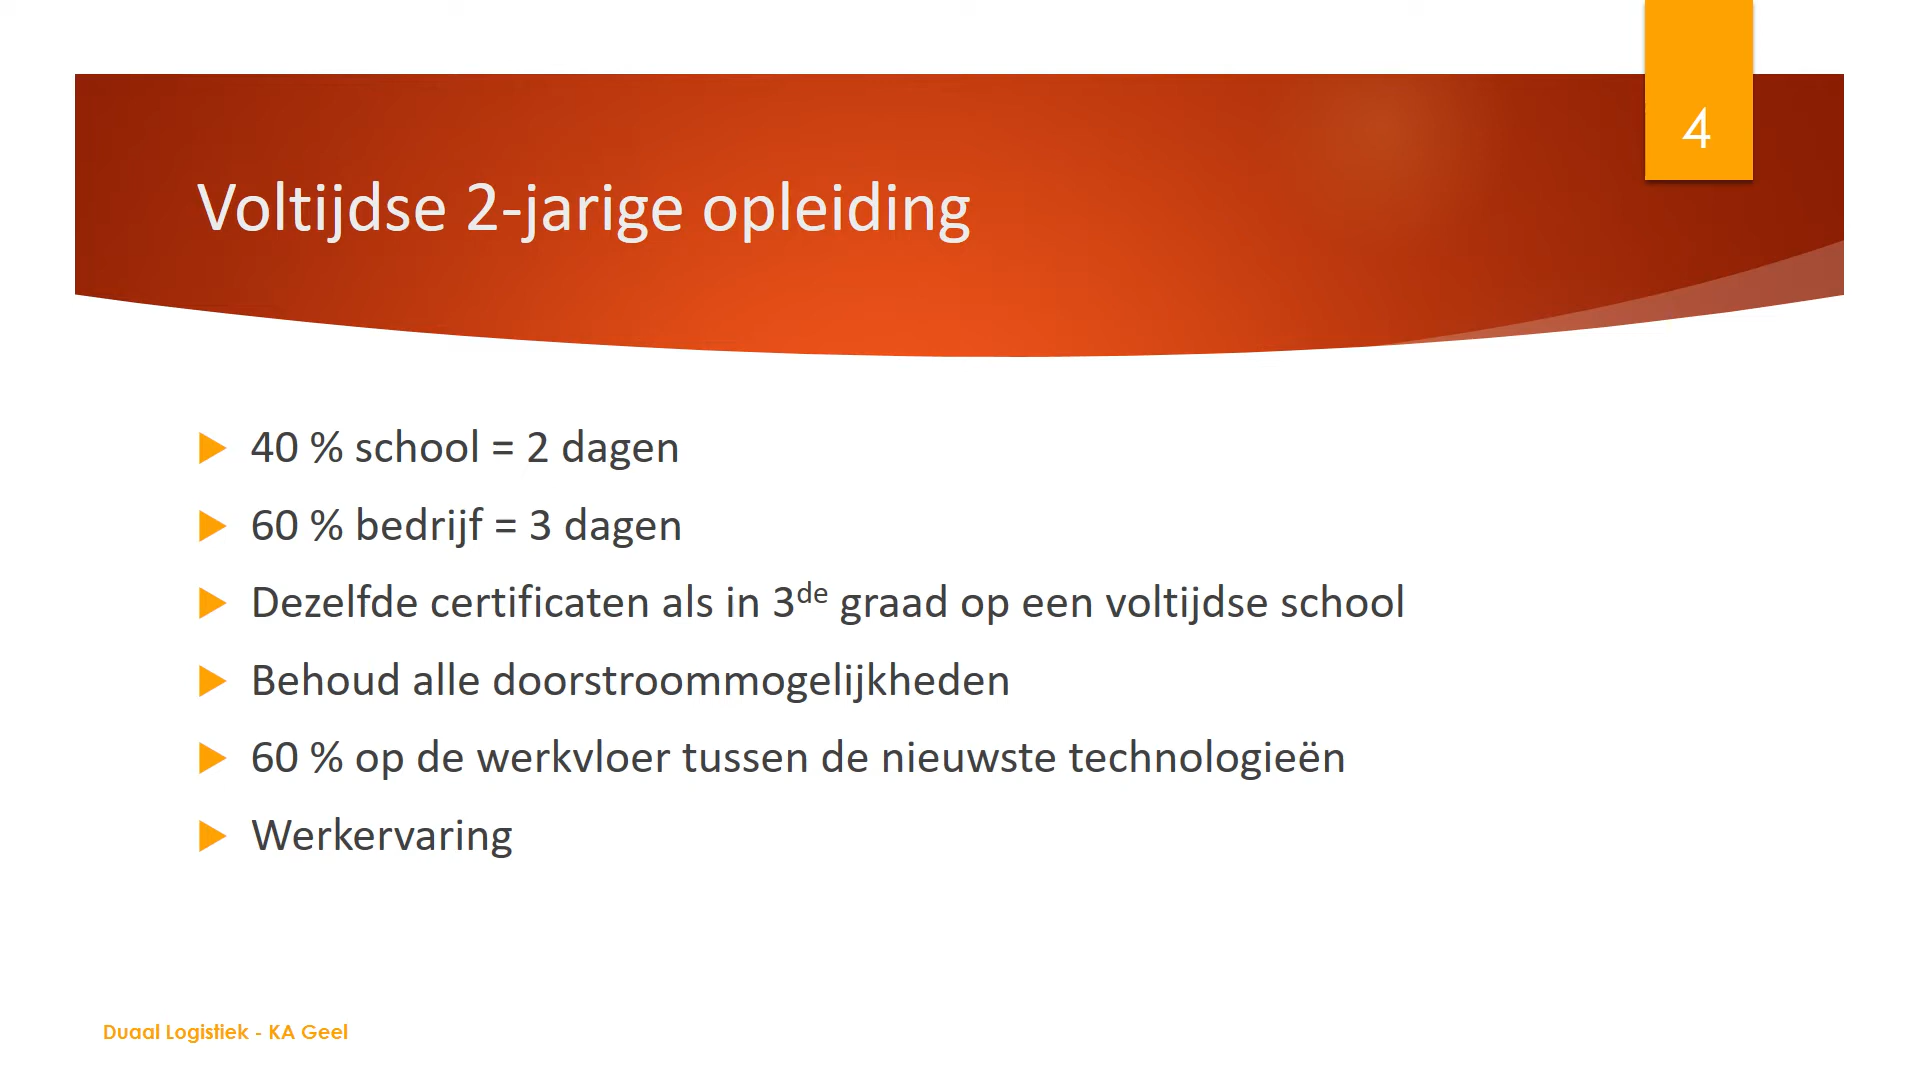 4
Voltijdse 2-jarige opleiding
40 % school = 2 dagen
60 % bedrijf = 3 dagen
Dezelfde certificaten als in 3de graad op een voltijdse school
Behoud alle doorstroommogelijkheden
60 % op de werkvloer tussen de nieuwste technologieën
Werkervaring
Duaal Logistiek - KA Geel